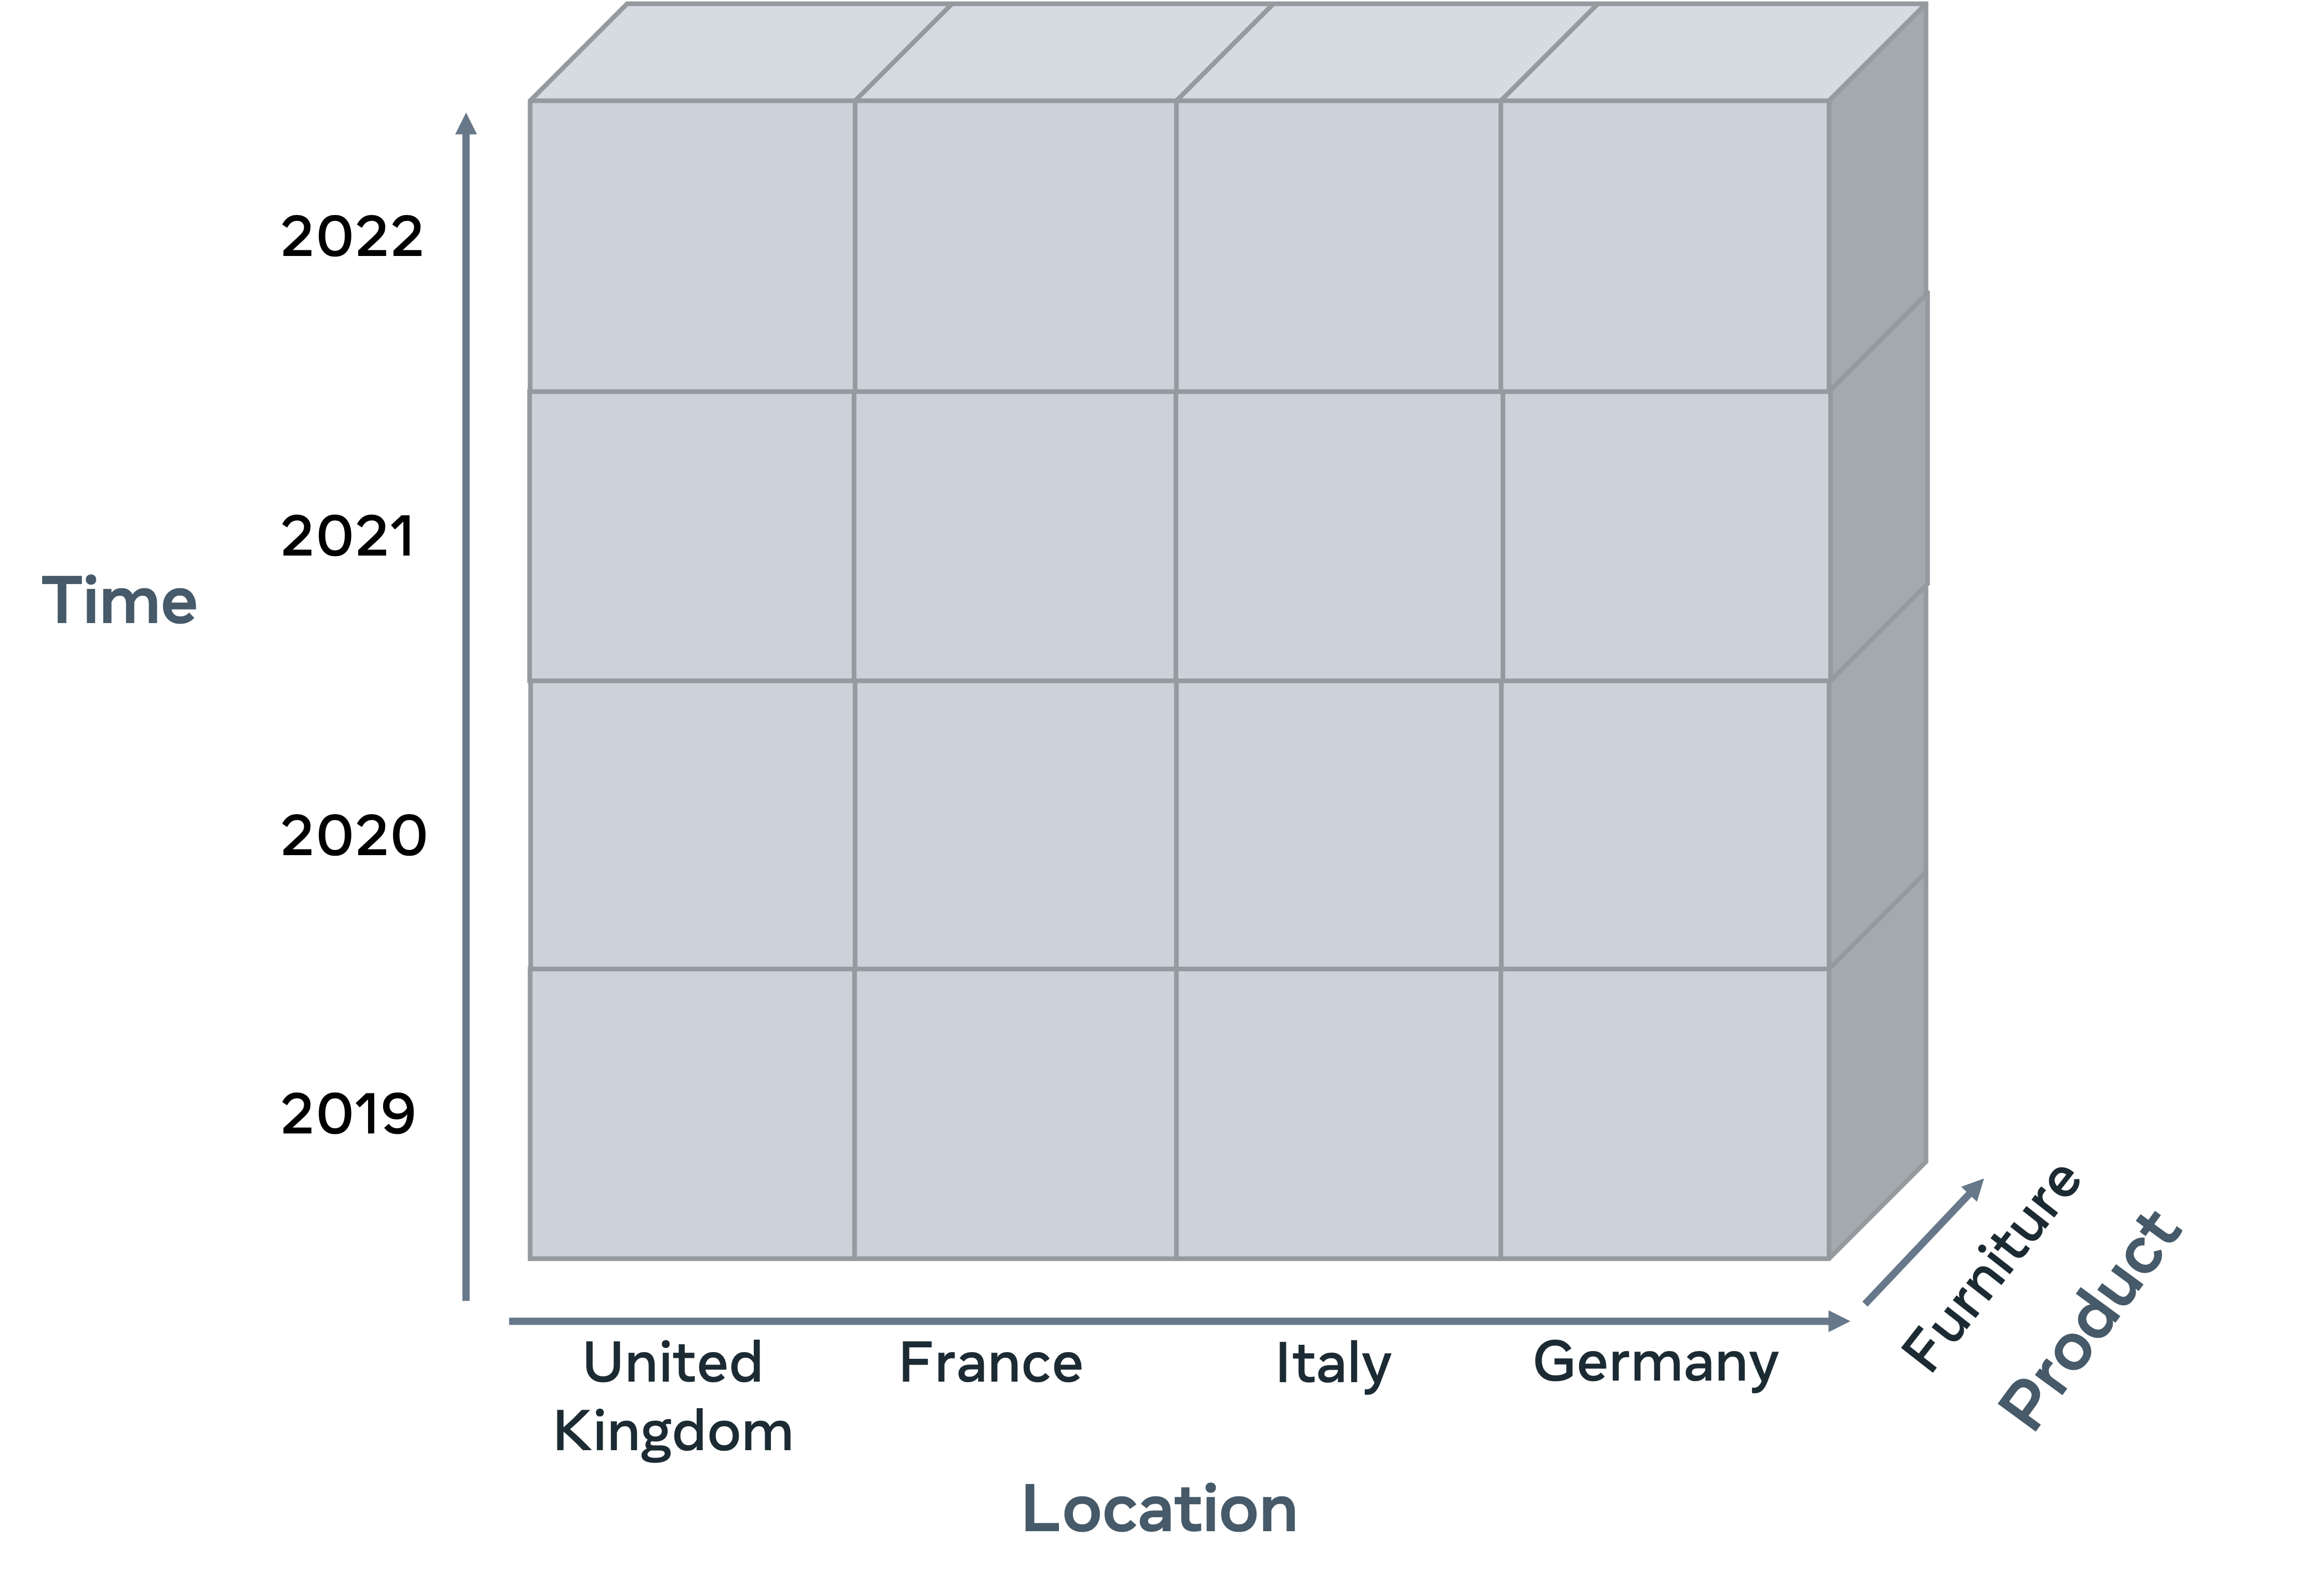 2022
2021
Time
2020
2019
United
Kingdom
France
Italy
Germany
Furniture
Product
Location